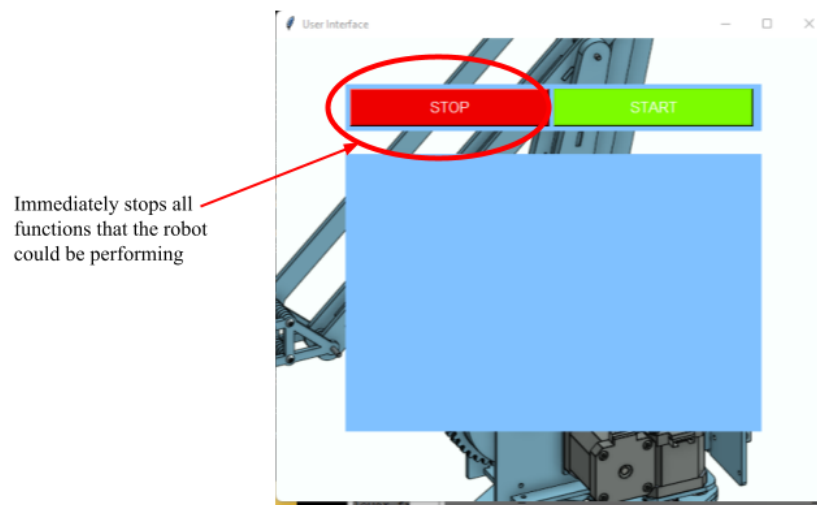 User Interface
STOP
START
Immediately stops all
functions that the robot
could be performing